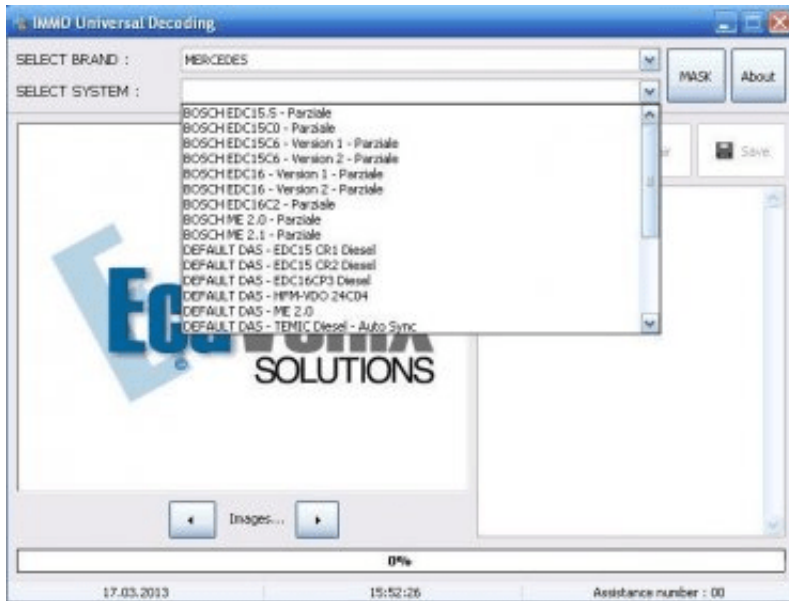 IMMO Universal Decoding
SELECT BRAND : MERCEDES
MASK
About
SELECT SYSTEM :
BOSCH EDC15.5 - Parziale
BOSCH EDC15C0 - Parziale
BOSCH EDC15C6 - Version 1 - Parziale
BOSCH EDC15C6 - Version 2 - Parziale
BOSCH EDC16 - Version 1 - Parziale
BOSCH EDC16 - Version 2 - Parziale
BOSCH EDC16C2 - Parziale
BOSCH ME 2.0 - Parziale
BOSCH ME 2.1 - Parziale
DEFAULT DAS - EDC15 CR1 Diesel
DEFAULT DAS - EDC15 CR2 Diesel
DEFAULT DAS - EDC16CP3 Diesel
DEFAULT DAS - HFM-VDO 24C04
DEFAULT DAS - ME 2.0
DEFAULT DAS - TEMIC Diesel - Auto Sync
Save
SOLUTIONS
Images...
0%
17.03.2013
15:52:26
Assistance number : 00